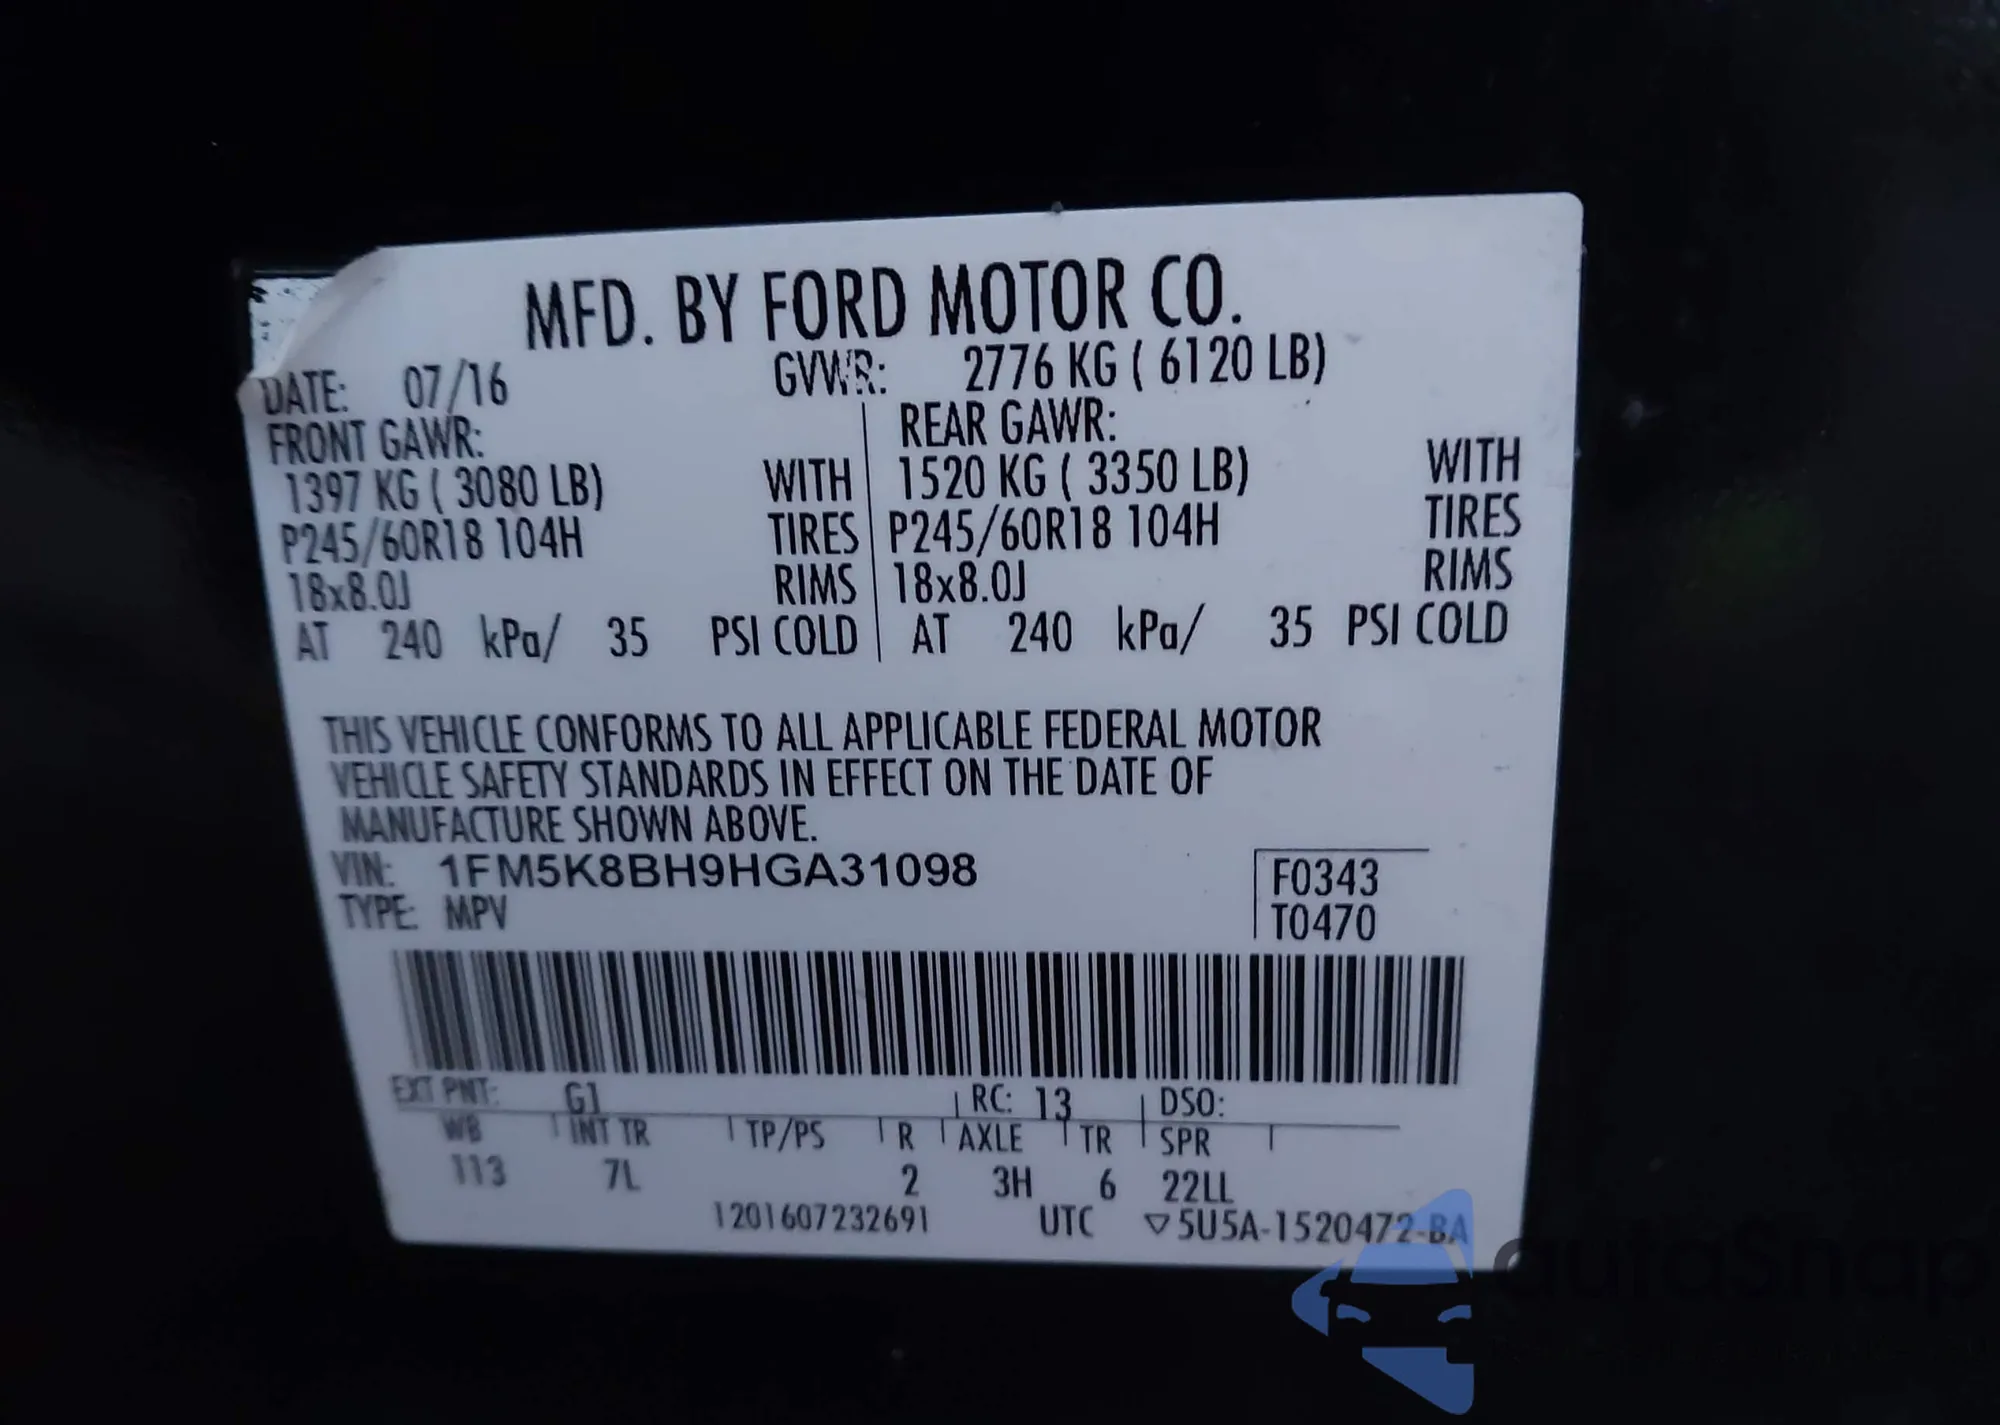 MFD. BY FORD MOTOR CO.
DATE: 07/16 GVWR: 2776 KG ( 6120 LB)
FRONT GAWR: REAR GAWR:
1397 KG ( 3080 LB) WITH 1520 KG ( 3350 LB) WITH
P245/60R18 104H TIRES P245/60R18 104H TIRES
18x8.0J RIMS 18x8.0J RIMS
AT 240 kPa/ 35 PSI COLD AT 240 kPa/ 35 PSI COLD
THIS VEHICLE CONFORMS TO ALL APPLICABLE FEDERAL MOTOR
VEHICLE SAFETY STANDARDS IN EFFECT ON THE DATE OF
MANUFACTURE SHOWN ABOVE.
VIN: 1FM5K8BH9HGA31098 F0343
TYPE: MPV T0470
EXT PNT: G1 RC: 13 DSO:
WB INT TR TP/PS R AXLE TR SPR
113 7L 2 3H 6 22LL
1201607232691 UTC ▽5U5A-1520472-BA
autoSnap